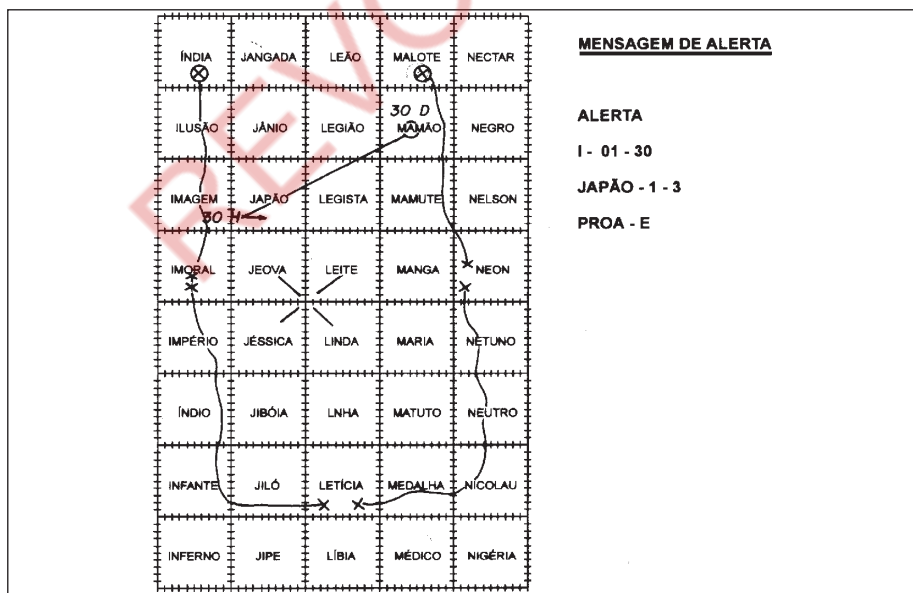 ÍNDIA JANGADA LEÃO MALOTE NECTAR
30 D
ILUSÃO JÂNIO LEGIÃO MAMÃO NEGRO
IMAGEM JAPÃO LEGISTA MAMUTE NELSON
30 H
IMORAL JEOVA LEITE MANGA NEON
IMPÉRIO JÉSSICA LINDA MARIA NETUNO
ÍNDIO JIBÓIA LNHA MATUTO NEUTRO
INFANTE JILÓ LETÍCIA MEDALHA NICOLAU
INFERNO JIPE LÍBIA MÉDICO NIGÉRIA
MENSAGEM DE ALERTA
ALERTA
I - 01 - 30
JAPÃO - 1 - 3
PROA - E